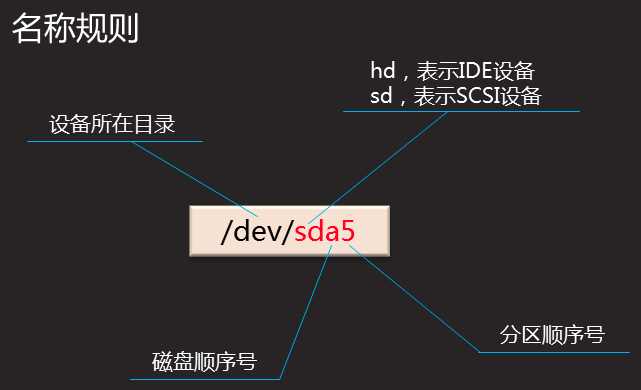 名称规则
hd，表示IDE设备
sd，表示SCSI设备
设备所在目录
/dev/sda5
分区顺序号
磁盘顺序号